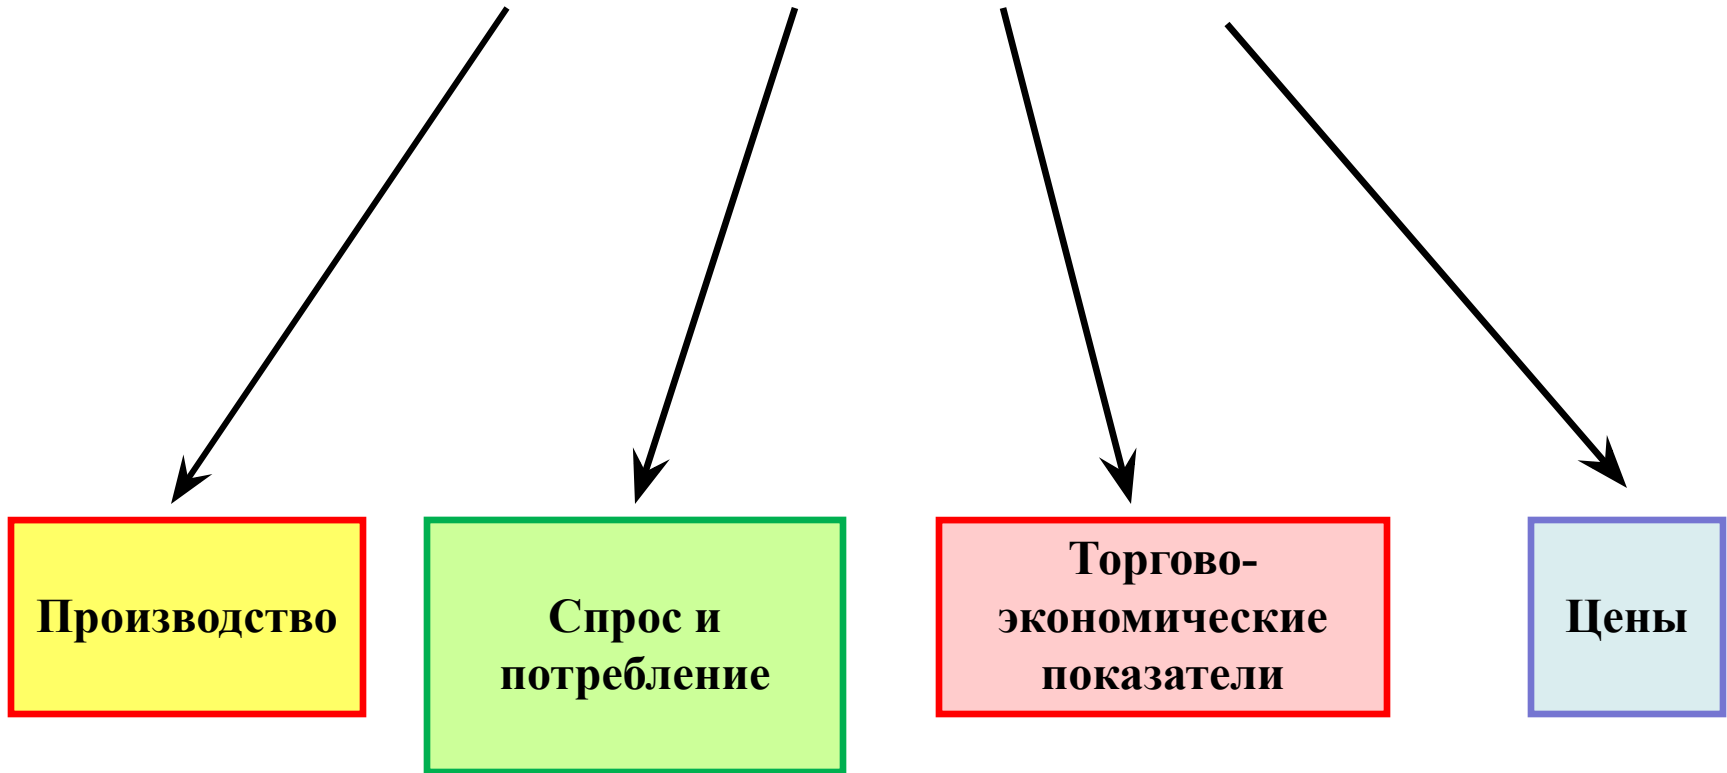 Производство
Спрос и
потребление
Торгово-
экономические
показатели
Цены